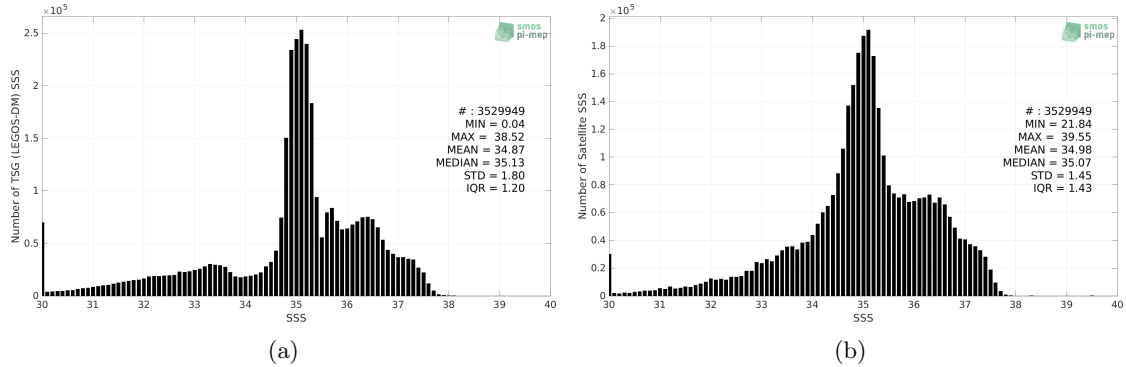 ×10⁵
2.5
2
1.5
1
0.5
0
Number of TSG (LEGOS-DM) SSS
30 31 32 33 34 35 36 37 38 39 40
SSS
smos
pi-mep
# : 3529949
MIN = 0.04
MAX = 38.52
MEAN = 34.87
MEDIAN = 35.13
STD = 1.80
IQR = 1.20
(a)
×10⁵
2
1.8
1.6
1.4
1.2
1
0.8
0.6
0.4
0.2
0
Number of Satellite SSS
30 31 32 33 34 35 36 37 38 39 40
SSS
smos
pi-mep
# : 3529949
MIN = 21.84
MAX = 39.55
MEAN = 34.98
MEDIAN = 35.07
STD = 1.45
IQR = 1.43
(b)